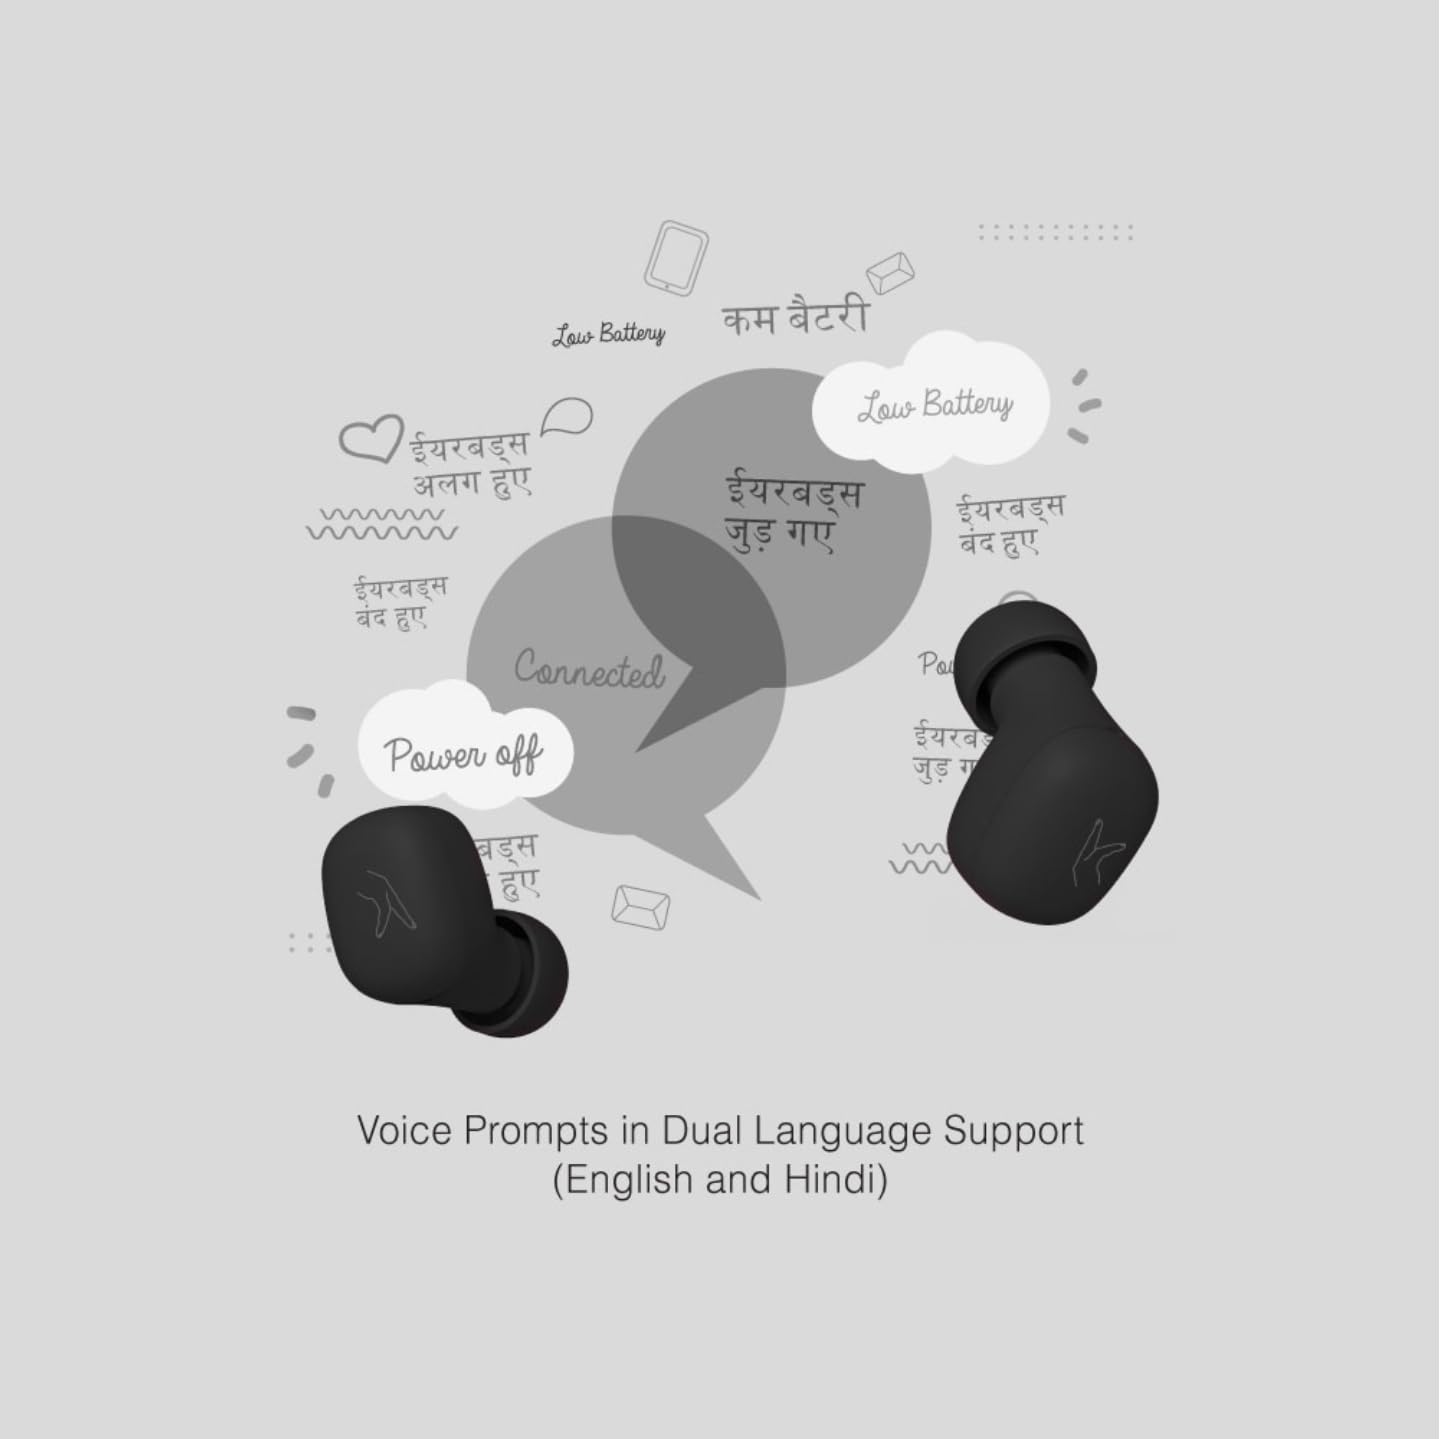 कम बैटरी
Low Battery
Low Battery
ईयरबड्स
अलग हुए
ईयरबड्स
जुड़ गए
ईयरबड्स
बंद हुए
ईयरबड्स
बंद हुए
Connected
Power off
हुए
Voice Prompts in Dual Language Support
(English and Hindi)